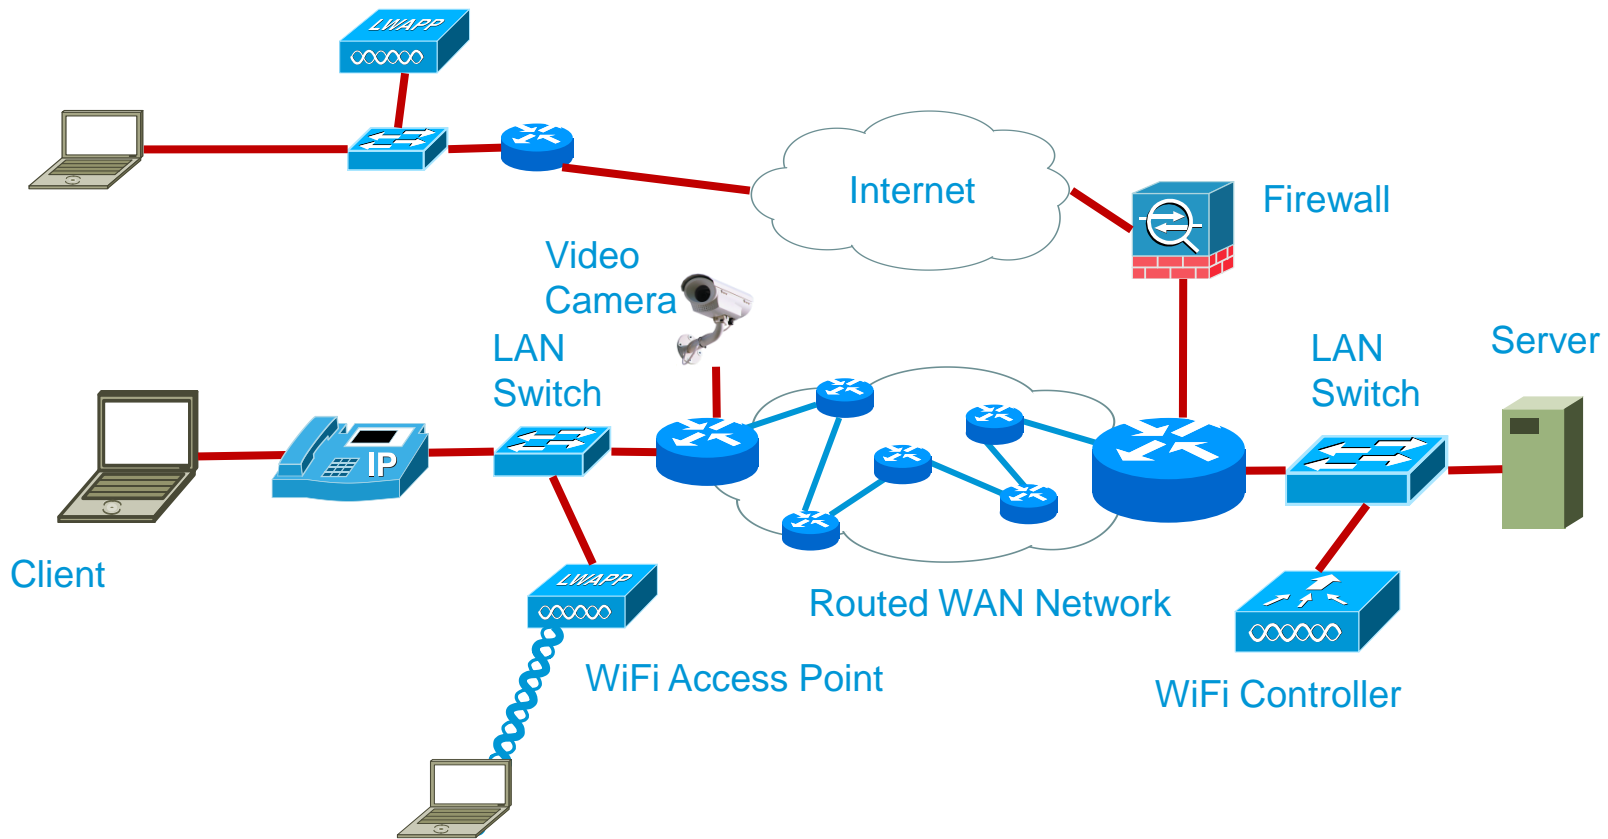 LWAPP
Internet
Firewall
Video
Camera
LAN
Switch
LAN
Switch
Server
IP
Client
LWAPP
Routed WAN Network
WiFi Access Point
WiFi Controller